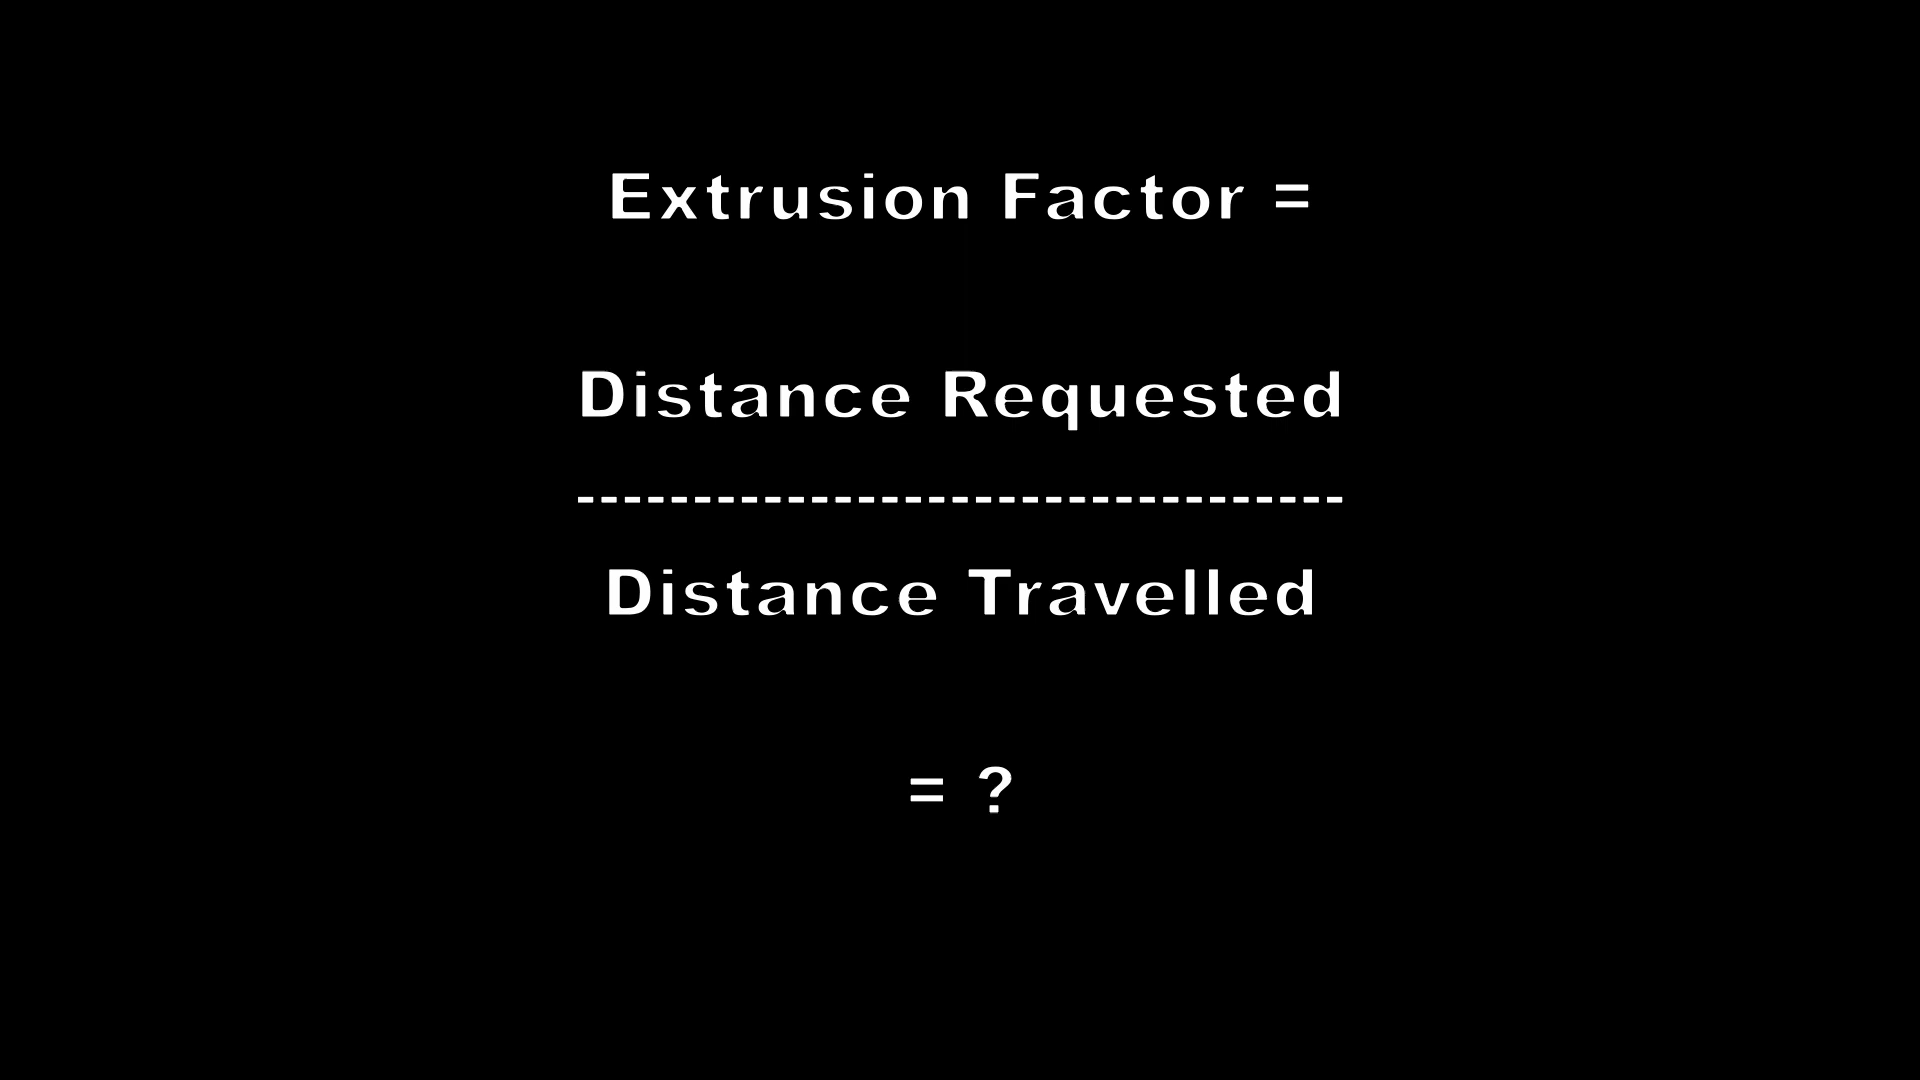 Extrusion Factor =
Distance Requested
---------------------------------
Distance Travelled
= ?